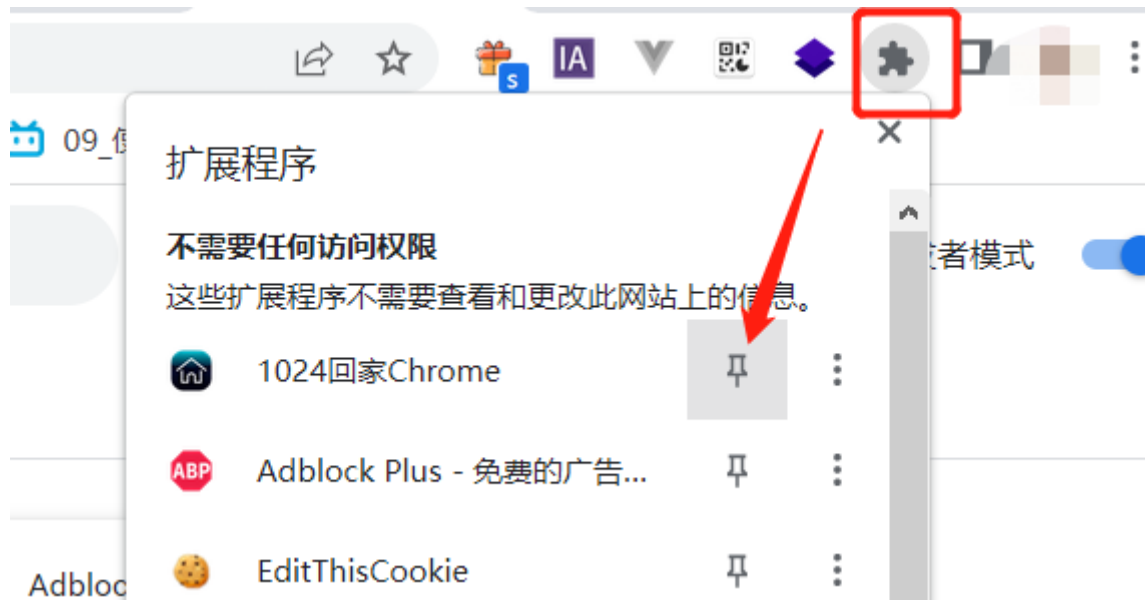 s
IA
09_
扩展程序
不需要任何访问权限
者模式
这些扩展程序不需要查看和更改此网站上的信息。
1024回家Chrome
ABP
Adblock Plus - 免费的广告...
EditThisCookie
Adbloc